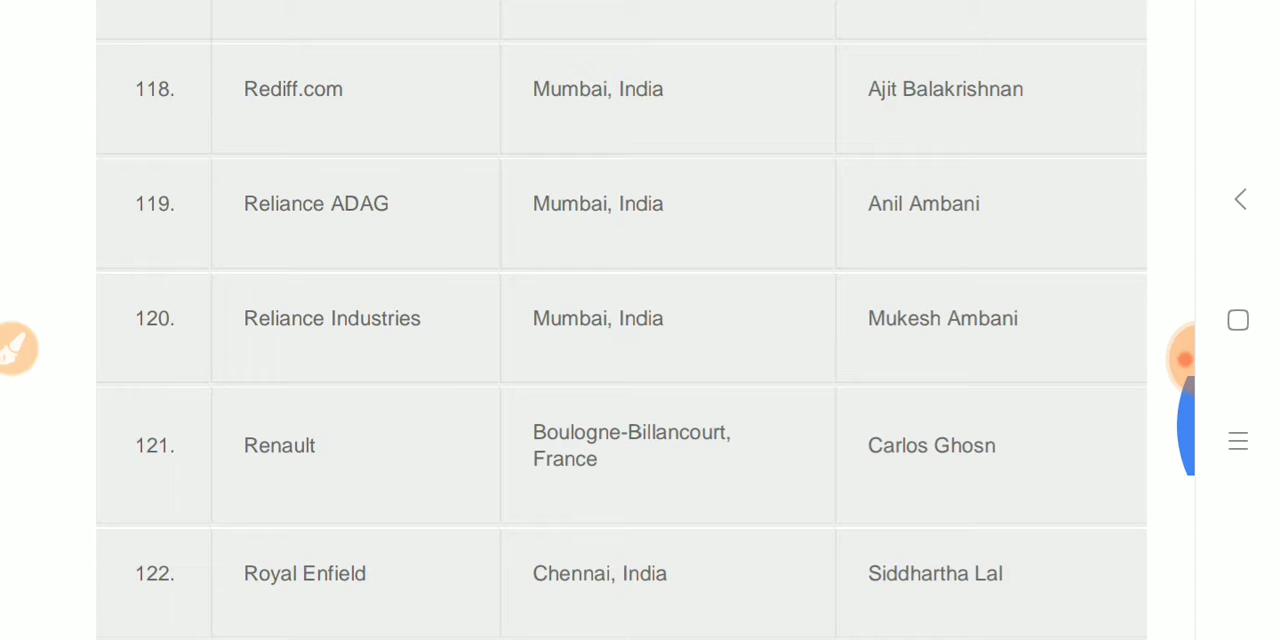 118. Rediff.com Mumbai, India Ajit Balakrishnan
119. Reliance ADAG Mumbai, India Anil Ambani
120. Reliance Industries Mumbai, India Mukesh Ambani
121. Renault Boulogne-Billancourt, Carlos Ghosn
France
122. Royal Enfield Chennai, India Siddhartha Lal